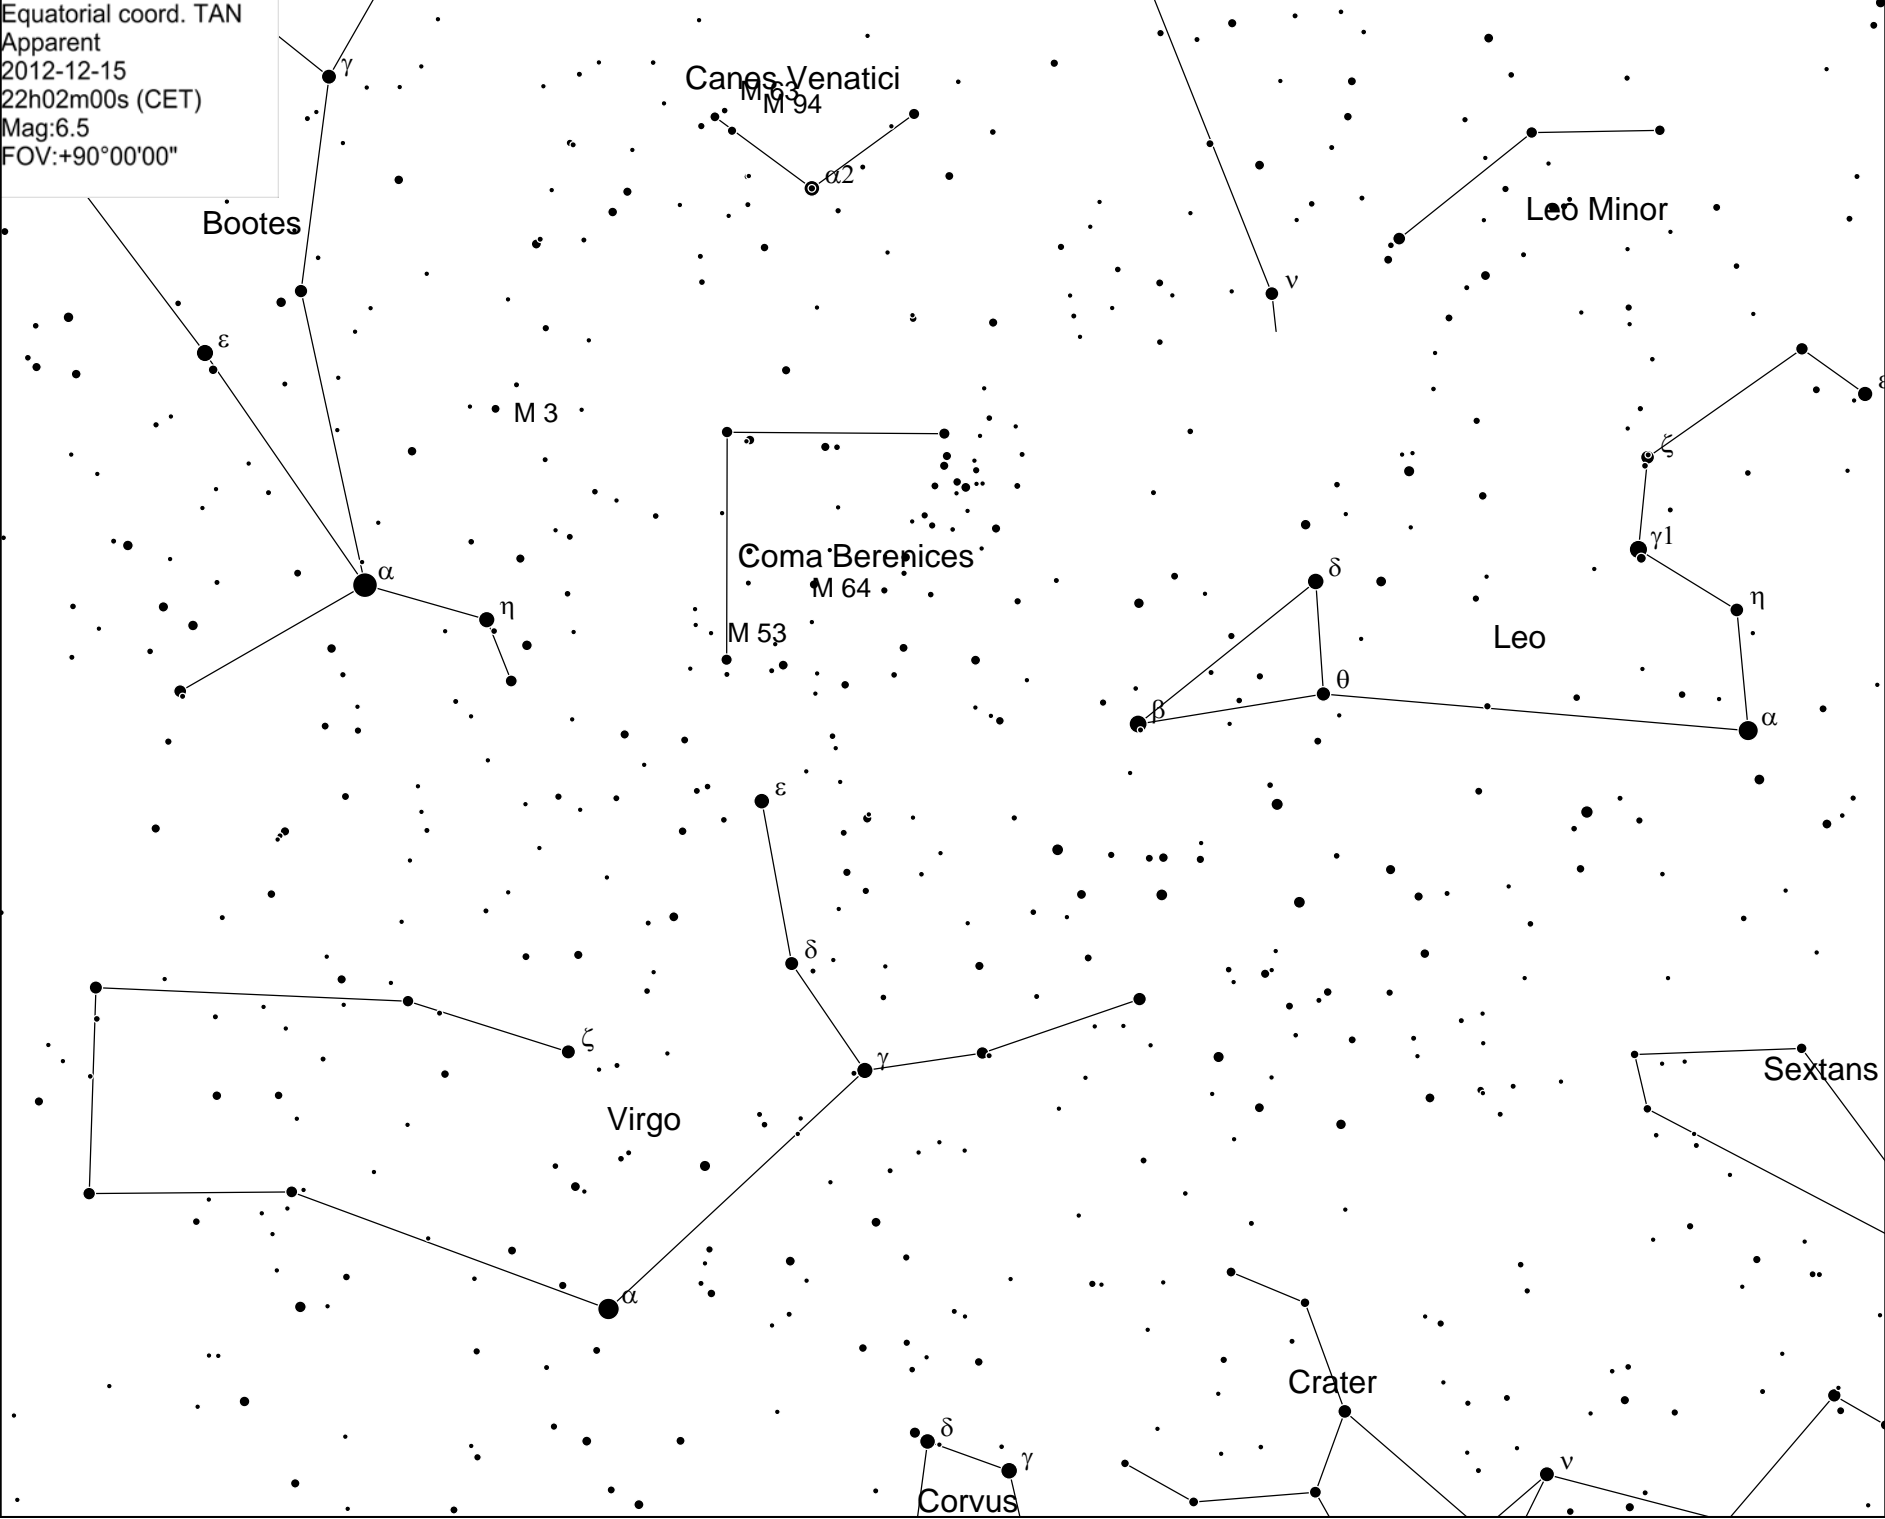 Equatorial coord. TAN
Apparent
2012-12-15
22h02m00s (CET)
Mag:6.5
FOV:+90°00'00"
γ
Canes Venatici
M 63
M 94
α2
Bootes
Leo Minor
ν
ε
ε
M 3
ζ
γ1
Coma Berenices
α
δ
M 64
η
η
M 53
Leo
θ
β
α
ε
δ
ζ
γ
Sextans
Virgo
α
Crater
δ
γ
ν
Corvus